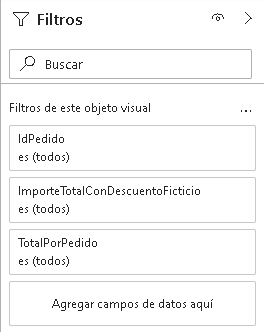 Filtros
Buscar
Filtros de este objeto visual
...
IdPedido
es (todos)
ImporteTotalConDescuentoFicticio
es (todos)
TotalPorPedido
es (todos)
Agregar campos de datos aquí